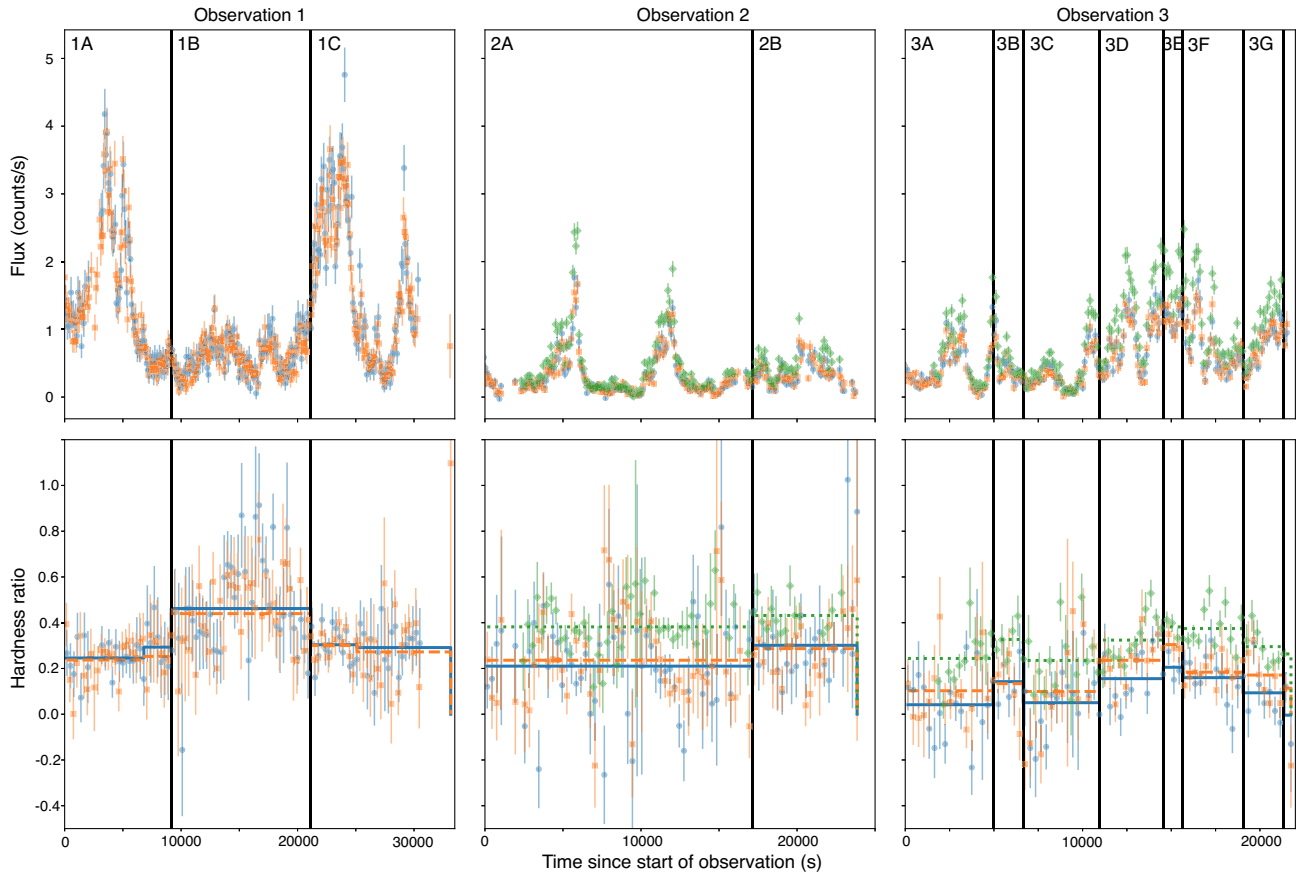 Observation 1 Observation 2 Observation 3
1A 1B 1C 2A 2B 3A 3B 3C 3D 3E 3F 3G
5
4
3
2
1
0
Flux (counts/s)
1.0
0.8
0.6
0.4
0.2
0.0
-0.2
-0.4
Hardness ratio
0 10000 20000 30000 0 10000 20000 0 10000 20000
Time since start of observation (s)